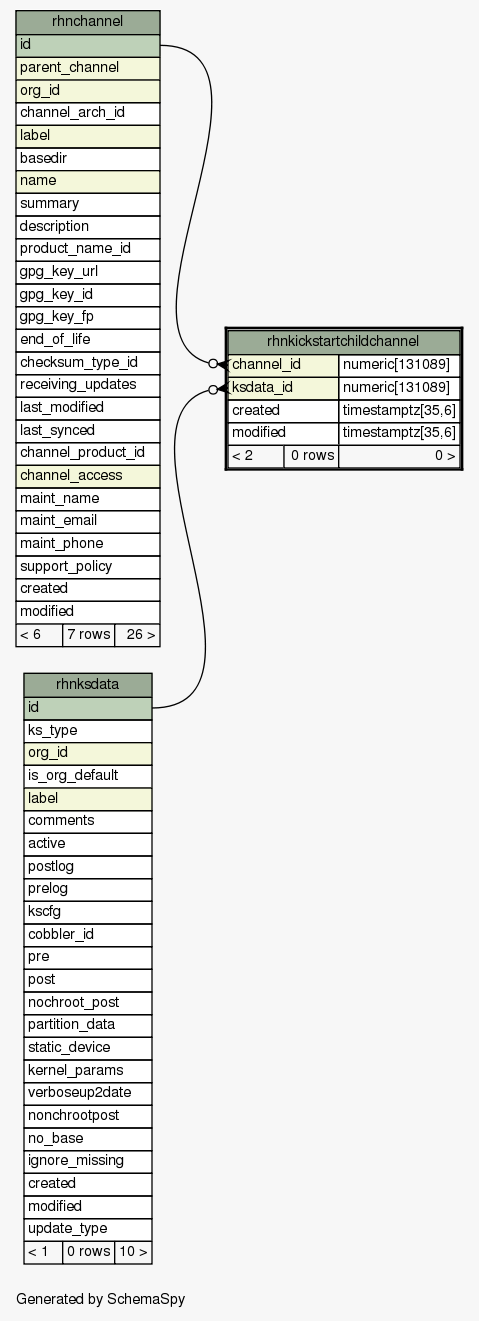 rhnchannel
id
parent_channel
org_id
channel_arch_id
label
basedir
name
summary
description
product_name_id
gpg_key_url
gpg_key_id
gpg_key_fp
end_of_life
checksum_type_id
receiving_updates
last_modified
last_synced
channel_product_id
channel_access
maint_name
maint_email
maint_phone
support_policy
created
modified
< 6 7 rows 26 >
rhnkickstartchildchannel
channel_id numeric[131089]
ksdata_id numeric[131089]
created timestamptz[35,6]
modified timestamptz[35,6]
< 2 0 rows 0 >
rhnksdata
id
ks_type
org_id
is_org_default
label
comments
active
postlog
prelog
kscfg
cobbler_id
pre
post
nochroot_post
partition_data
static_device
kernel_params
verboseup2date
nonchrootpost
no_base
ignore_missing
created
modified
update_type
< 1 0 rows 10 >
Generated by SchemaSpy